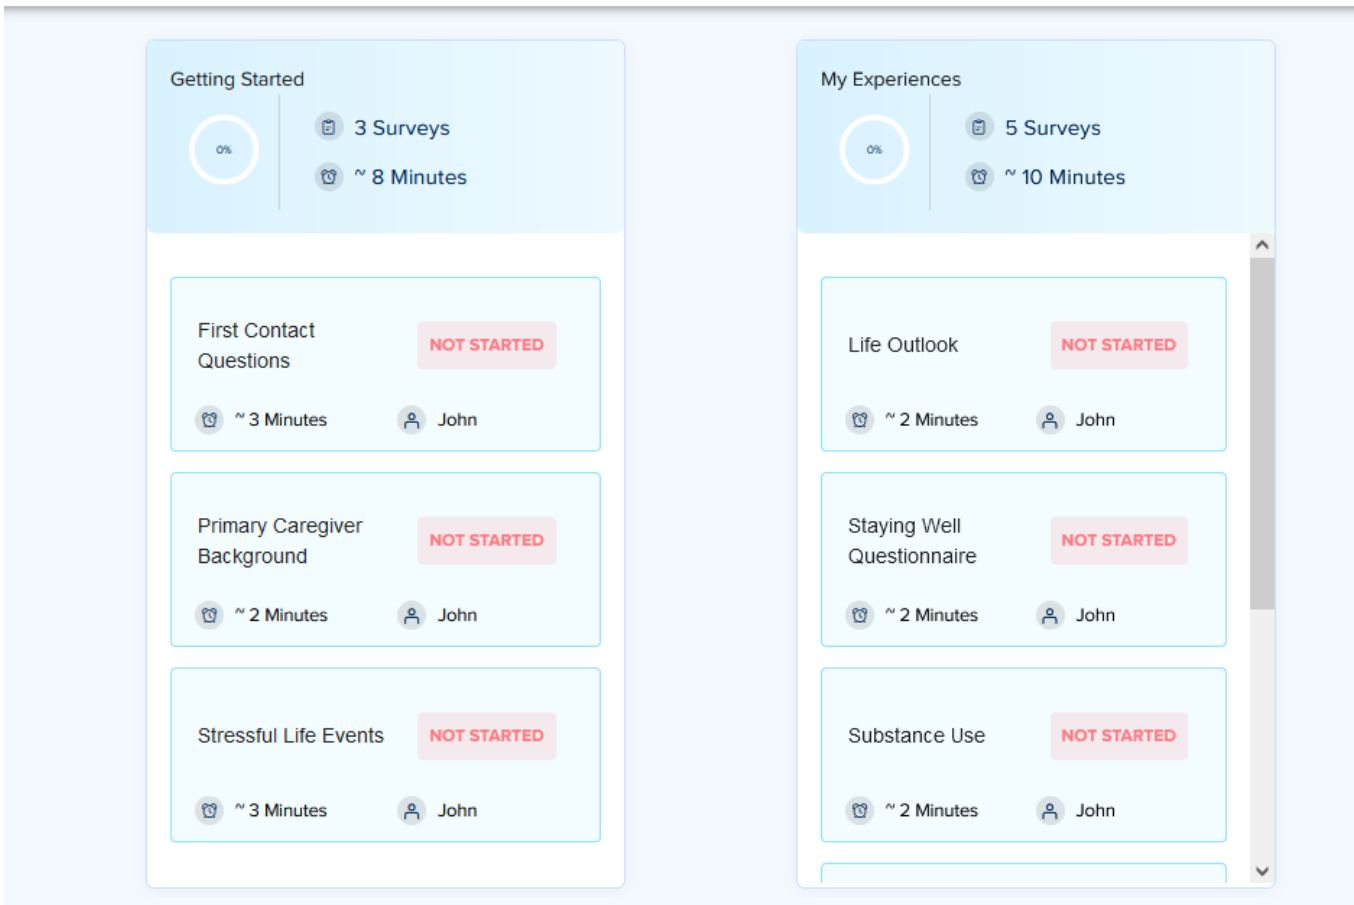 Getting Started
0%
3 Surveys
~ 8 Minutes
First Contact
Questions
NOT STARTED
~ 3 Minutes
John
Primary Caregiver
Background
NOT STARTED
~ 2 Minutes
John
Stressful Life Events
NOT STARTED
~ 3 Minutes
John
My Experiences
0%
5 Surveys
~ 10 Minutes
Life Outlook
NOT STARTED
~ 2 Minutes
John
Staying Well
Questionnaire
NOT STARTED
~ 2 Minutes
John
Substance Use
NOT STARTED
~ 2 Minutes
John